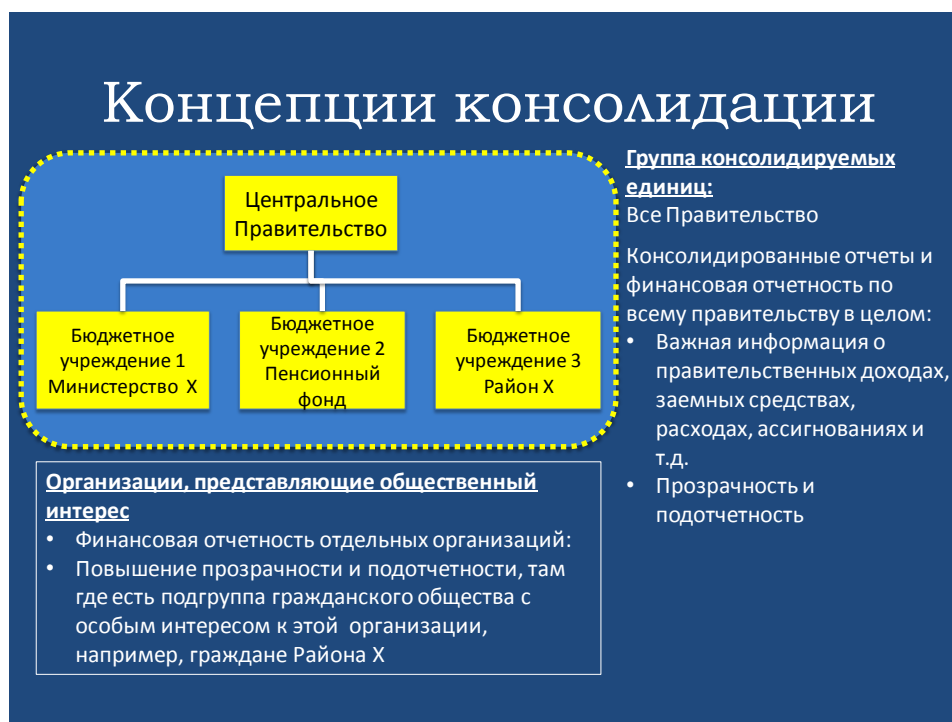 Концепции консолидации
Центральное
Правительство
Бюджетное
учреждение 1
Министерство X
Бюджетное
учреждение 2
Пенсионный
фонд
Бюджетное
учреждение 3
Район X
Группа консолидируемых
единиц:
Все Правительство
Консолидированные отчеты и
финансовая отчетность по
всему правительству в целом:
• Важная информация о
правительственных доходах,
заемных средствах,
расходах, ассигнованиях и
т.д.
• Прозрачность и
подотчетность
Организации, представляющие общественный
интерес
• Финансовая отчетность отдельных организаций:
• Повышение прозрачности и подотчетности, там
где есть подгруппа гражданского общества с
особым интересом к этой организации,
например, граждане Района X